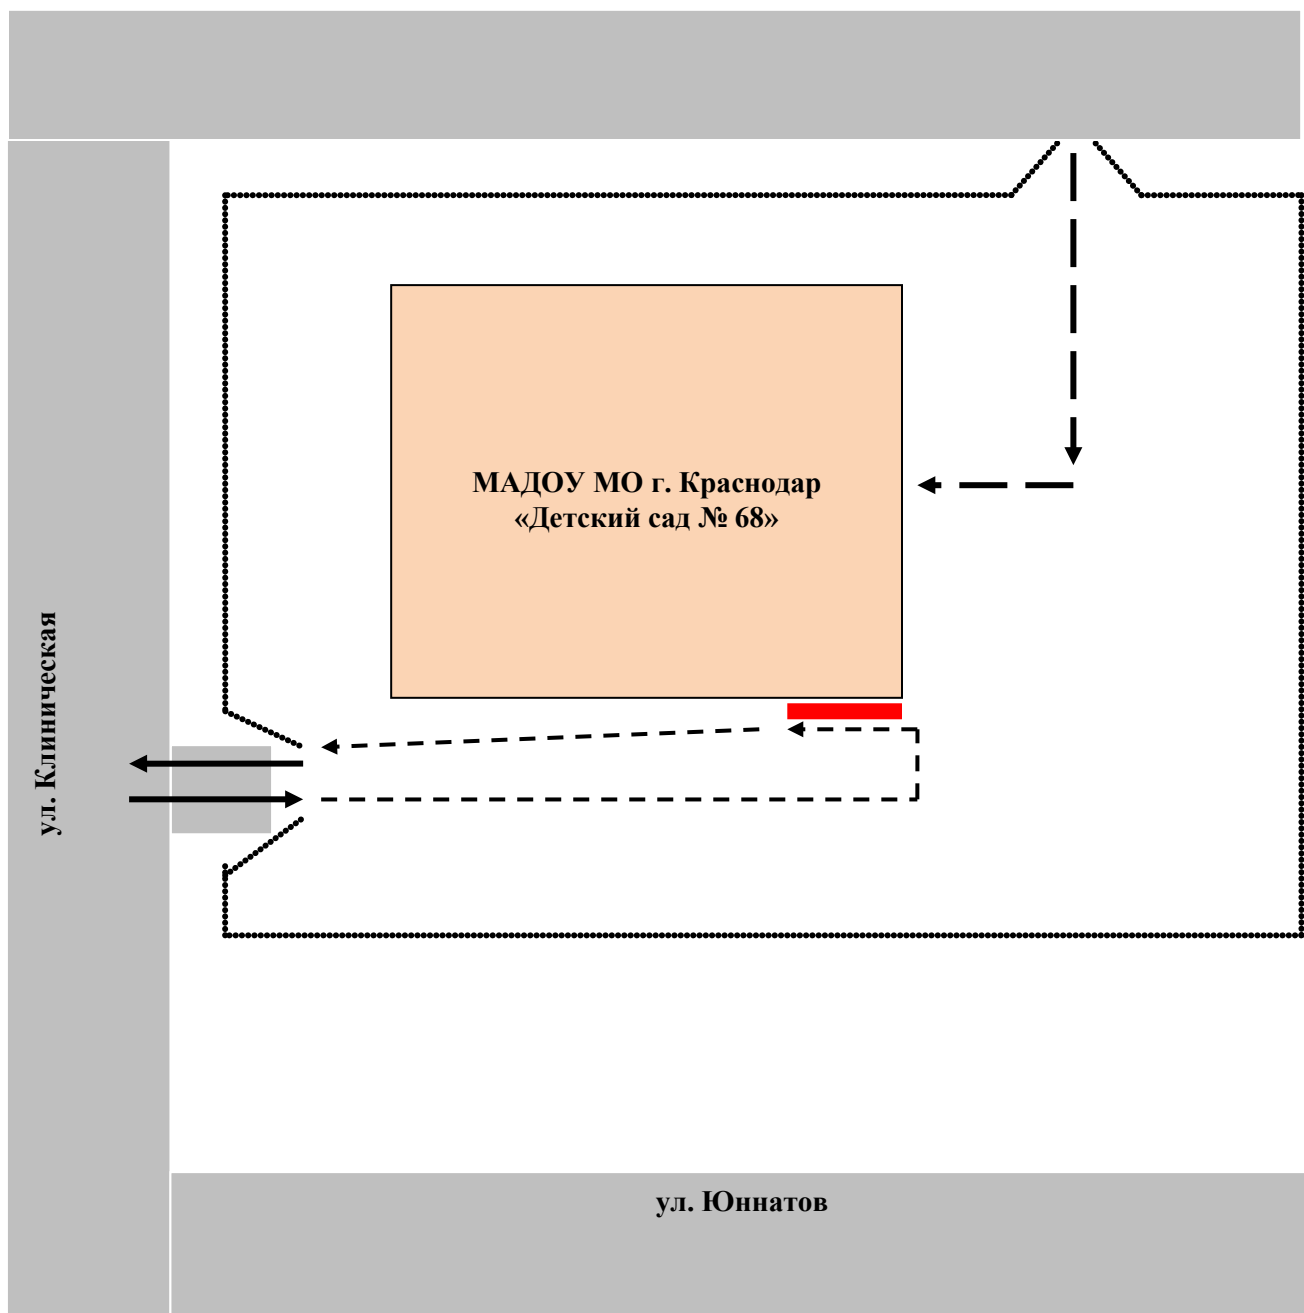 МАДОУ МО г. Краснодар
«Детский сад № 68»
ул. Клиническая
ул. Юннатов